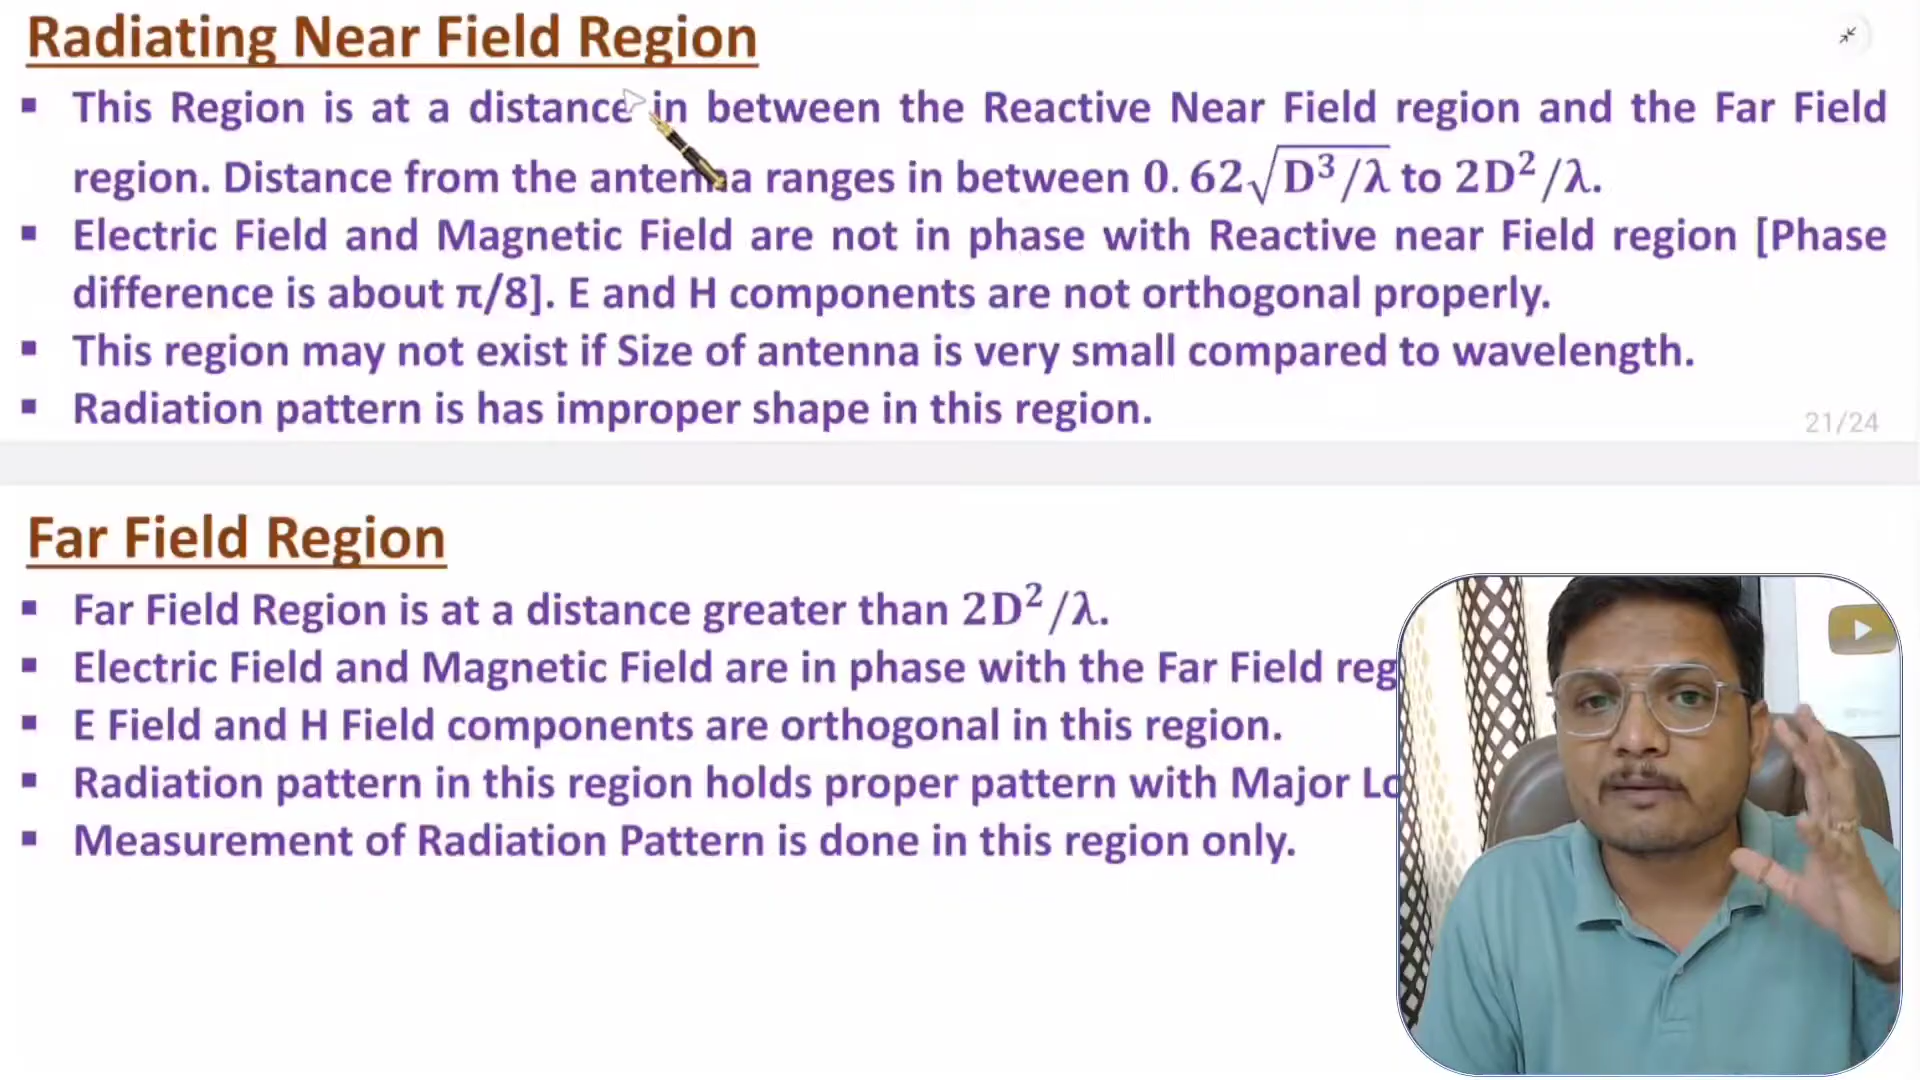 Radiating Near Field Region
▪ This Region is at a distance in between the Reactive Near Field region and the Far Field
region. Distance from the antenna ranges in between 0.62√(D³/λ) to 2D²/λ.
▪ Electric Field and Magnetic Field are not in phase with Reactive near Field region [Phase
difference is about π/8]. E and H components are not orthogonal properly.
▪ This region may not exist if Size of antenna is very small compared to wavelength.
▪ Radiation pattern is has improper shape in this region.
21/24
Far Field Region
▪ Far Field Region is at a distance greater than 2D²/λ.
▪ Electric Field and Magnetic Field are in phase with the Far Field reg
▪ E Field and H Field components are orthogonal in this region.
▪ Radiation pattern in this region holds proper pattern with Major Lo
▪ Measurement of Radiation Pattern is done in this region only.